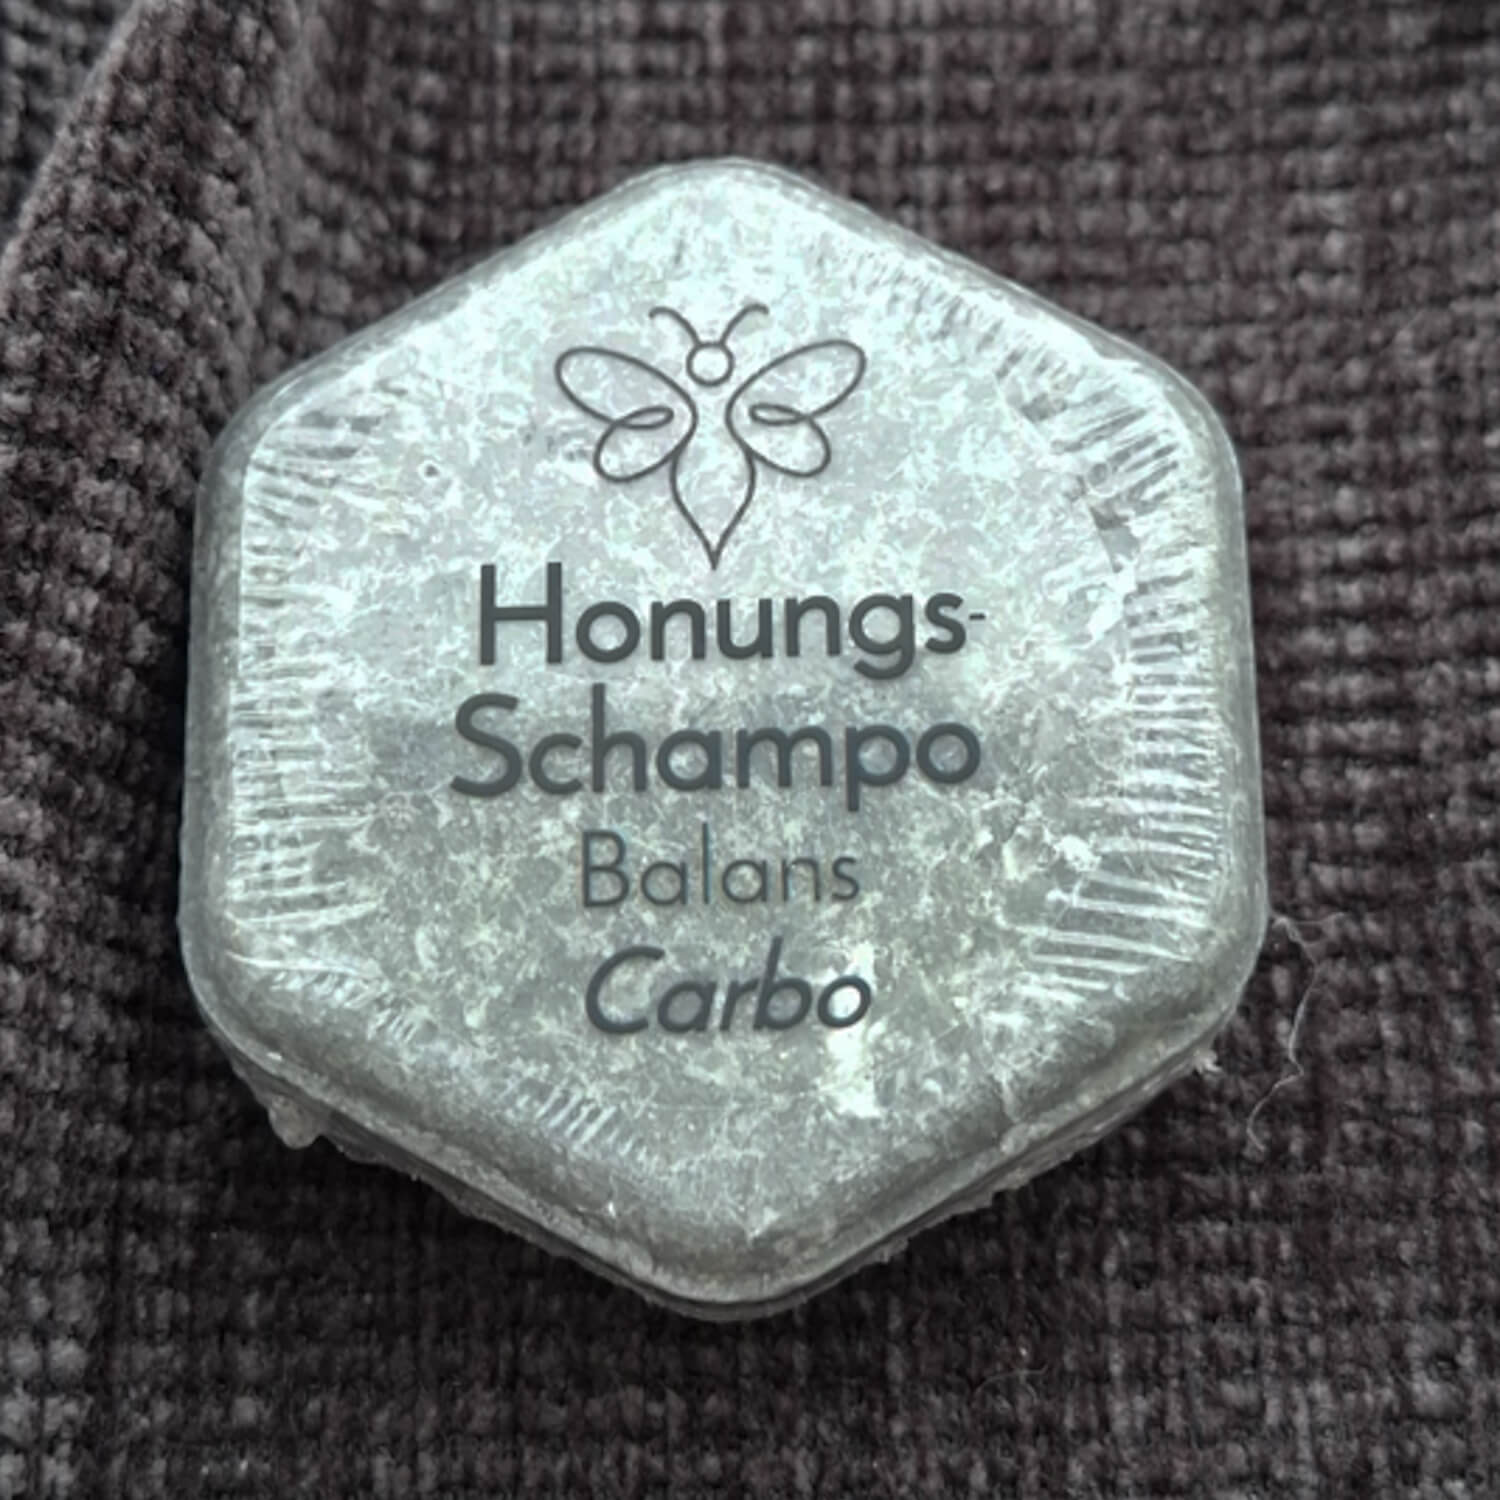 Honungs-
Schampo
Balans
Carbo